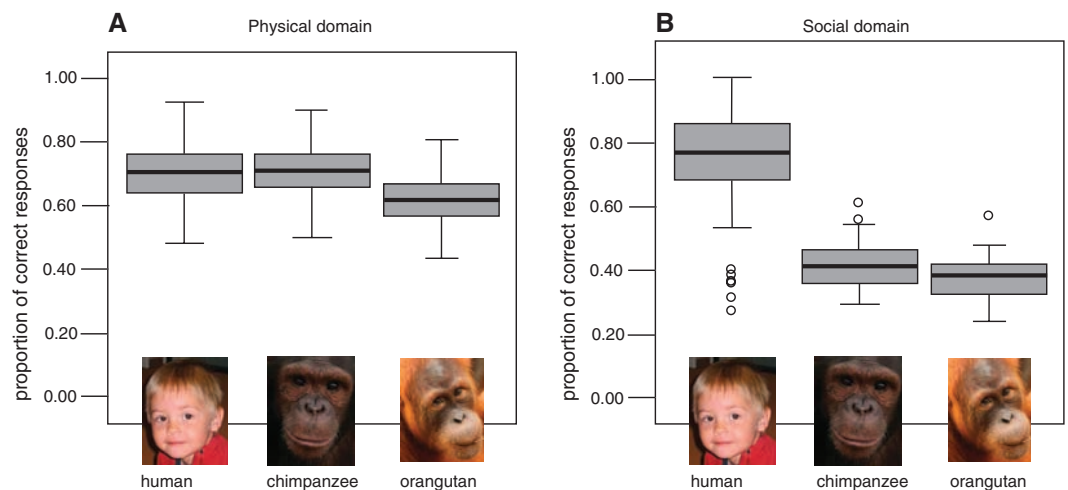 A
Physical domain
proportion of correct responses
1.00
0.80
0.60
0.40
0.20
0.00
human
chimpanzee
orangutan
B
Social domain
proportion of correct responses
1.00
0.80
0.60
0.40
0.20
0.00
human
chimpanzee
orangutan